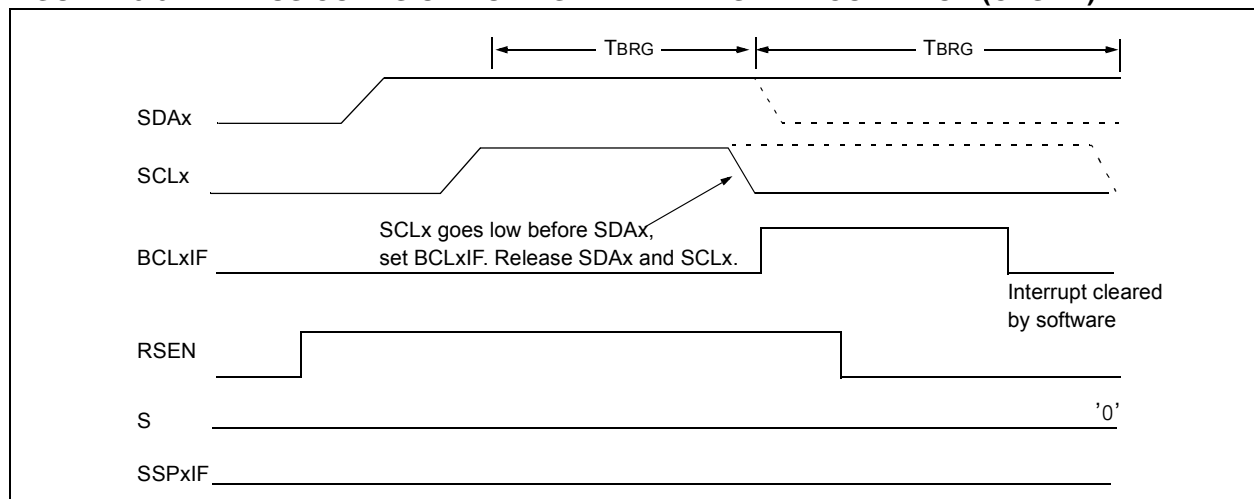 TBRG TBRG
SDAx
SCLx
SCLx goes low before SDAx,
set BCLxIF. Release SDAx and SCLx.
BCLxIF
Interrupt cleared
by software
RSEN
S '0'
SSPxIF